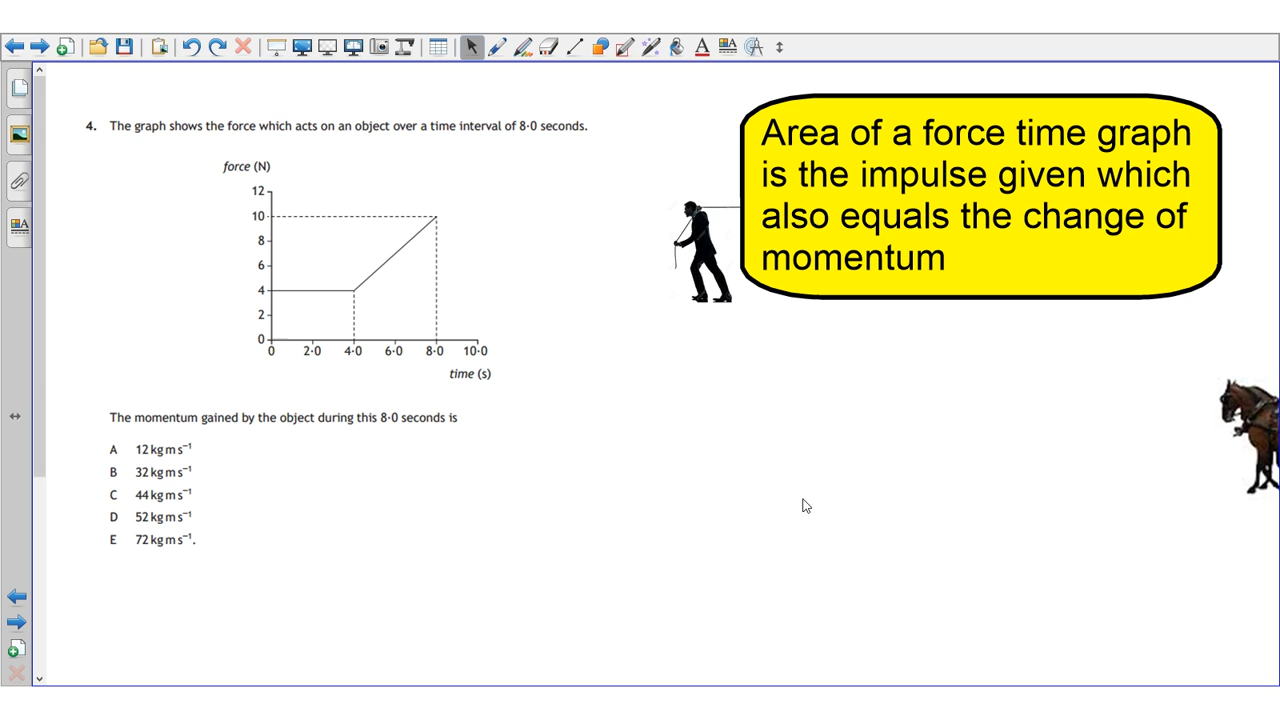 4. The graph shows the force which acts on an object over a time interval of 8·0 seconds.
force (N)
12
10
8
6
4
2
0
0 2·0 4·0 6·0 8·0 10·0
time (s)
The momentum gained by the object during this 8·0 seconds is
A 12 kg m s⁻¹
B 32 kg m s⁻¹
C 44 kg m s⁻¹
D 52 kg m s⁻¹
E 72 kg m s⁻¹.
Area of a force time graph
is the impulse given which
also equals the change of
momentum